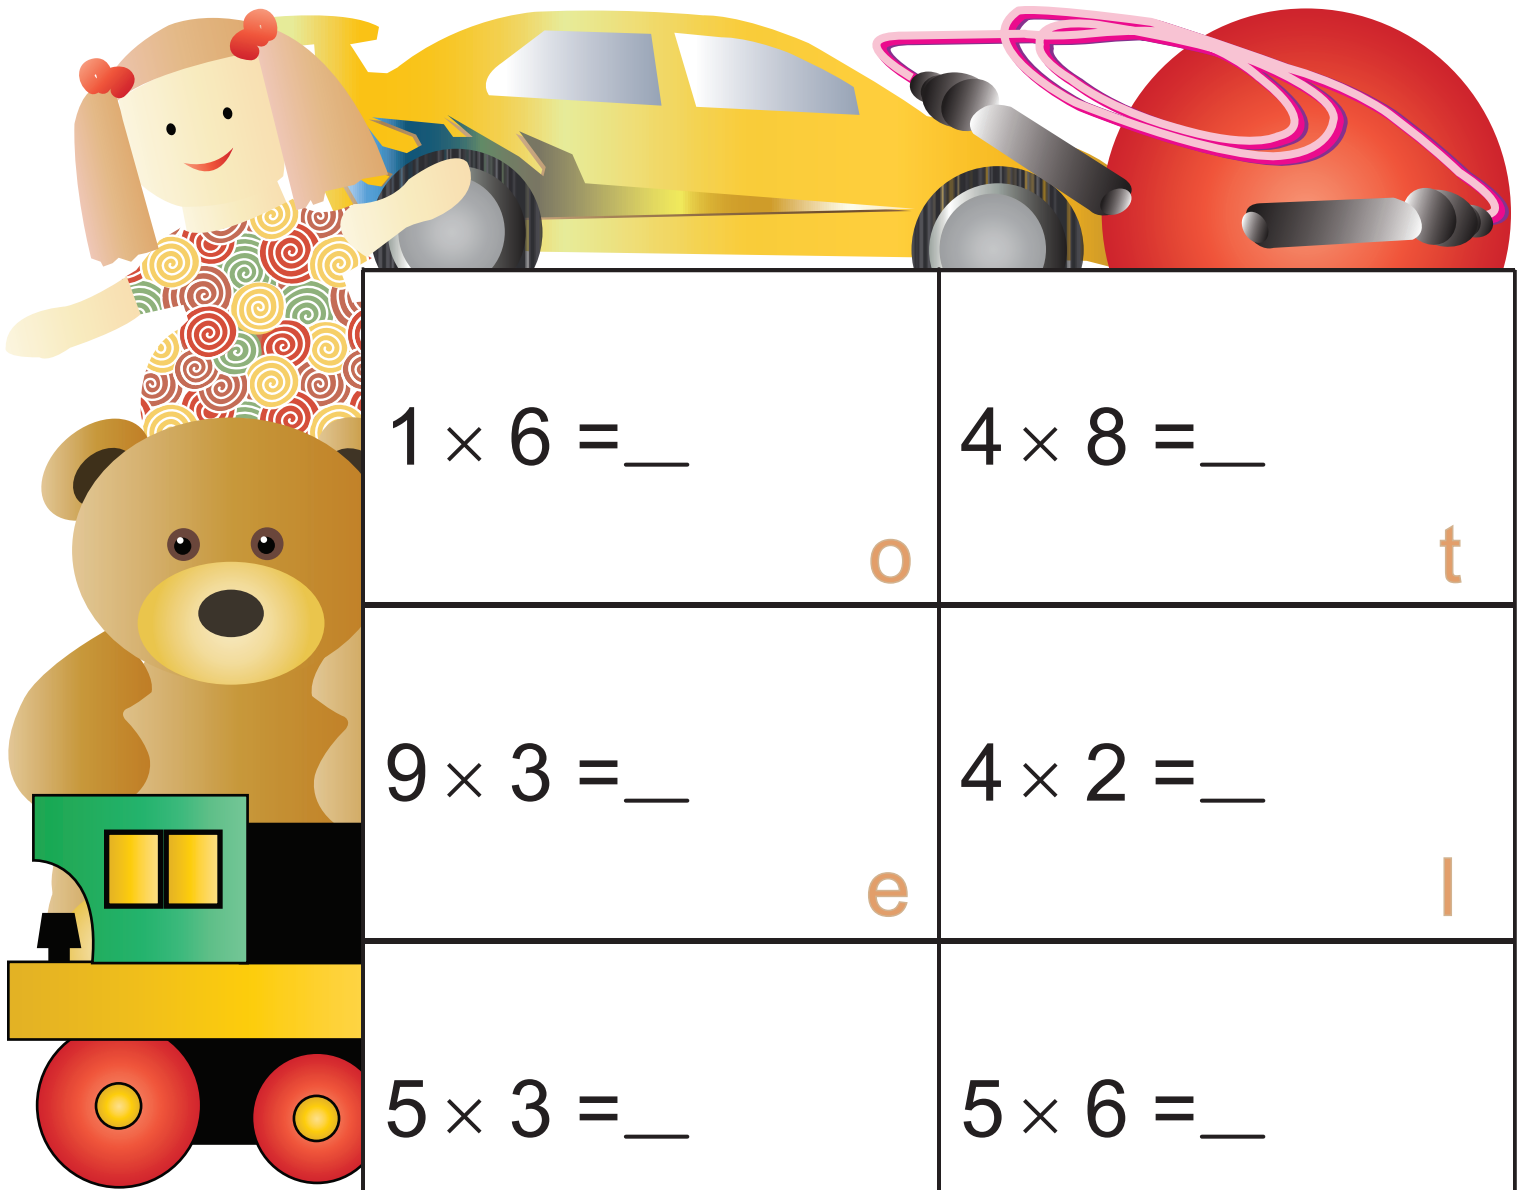 1 × 6 =__
4 × 8 =__
o
t
9 × 3 =__
4 × 2 =__
e
l
5 × 3 =__
5 × 6 =__